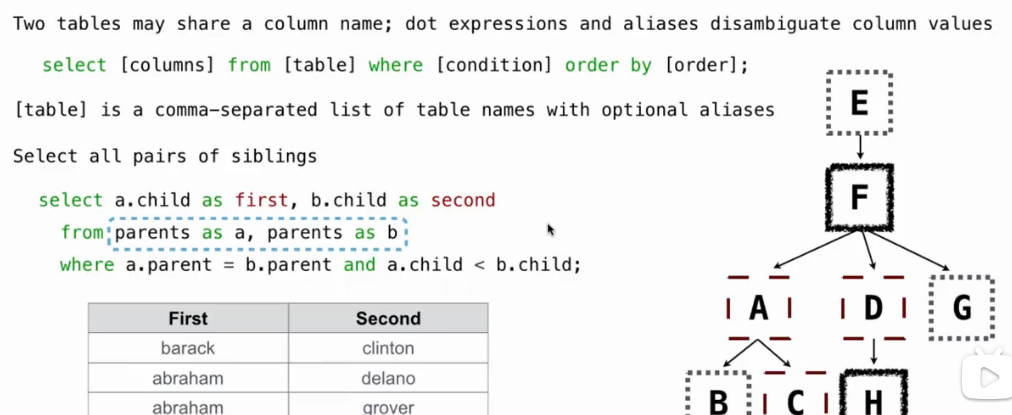 Two tables may share a column name; dot expressions and aliases disambiguate column values
select [columns] from [table] where [condition] order by [order];
[table] is a comma-separated list of table names with optional aliases
Select all pairs of siblings
select a.child as first, b.child as second
from parents as a, parents as b
where a.parent = b.parent and a.child < b.child;
First Second
barack clinton
abraham delano
abraham grover
E
F
A D G
B C H